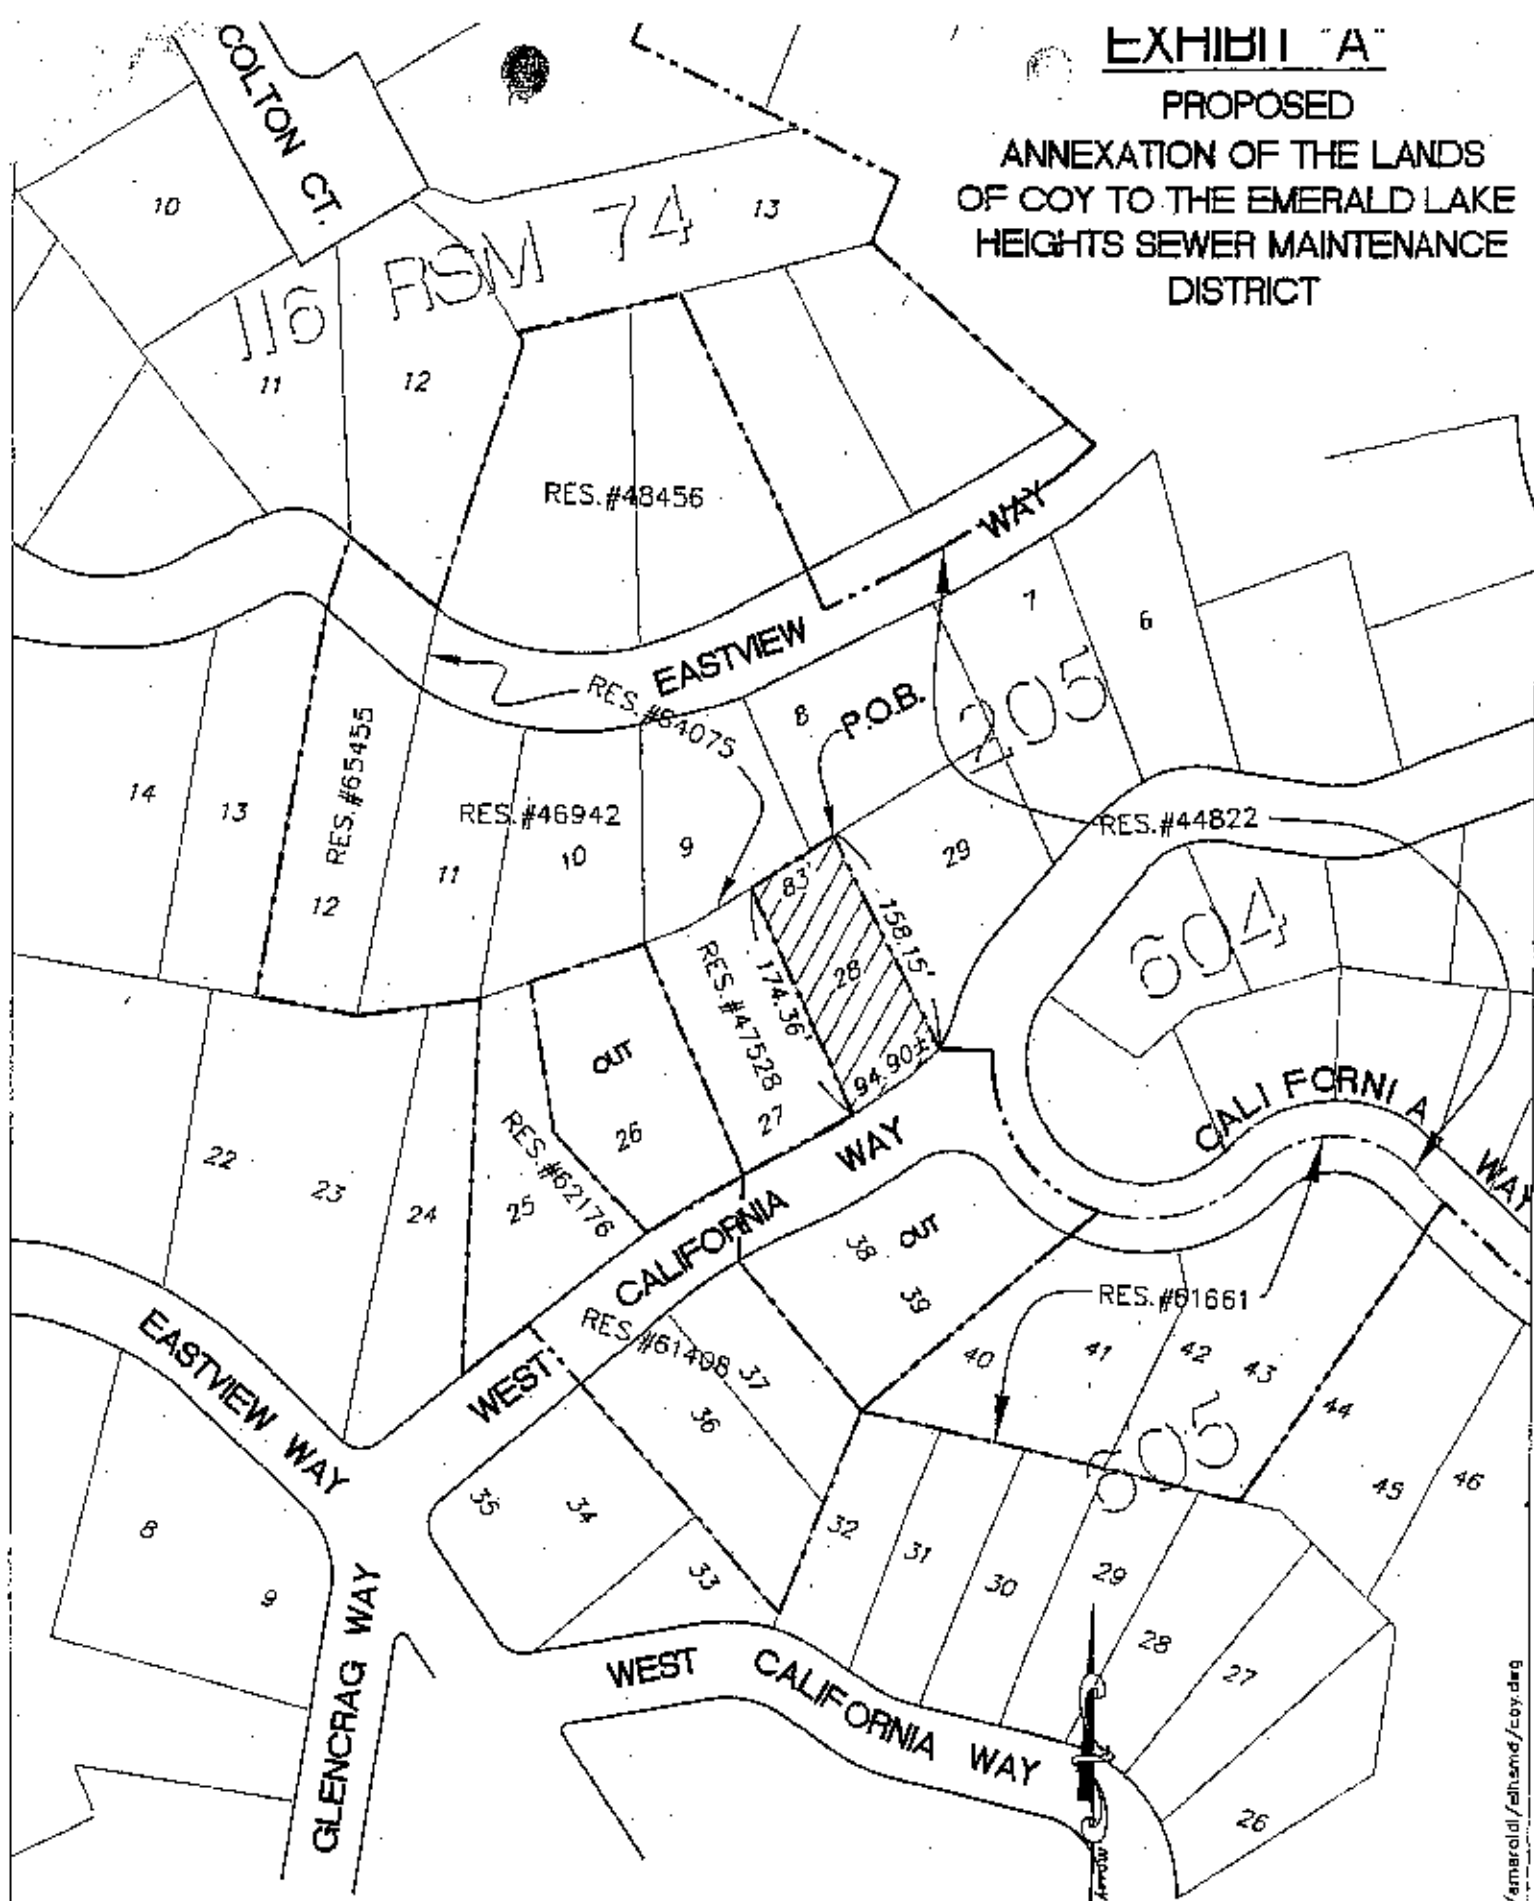 EXHIBIT "A"
PROPOSED
ANNEXATION OF THE LANDS
OF COY TO THE EMERALD LAKE
HEIGHTS SEWER MAINTENANCE
DISTRICT
COLTON CT.
10
13
116 RSM 74
11
12
RES.#48456
WAY
EASTVIEW
7
6
205
8
P.O.B.
RES.#64075
RES.#65455
14
13
12
11
RES.#46942
10
9
29
RES.#44822
83'
158.15'
28
174.36'
94.90±
604
RES.#47528
27
OUT
26
RES.#62176
25
22
23
24
WAY
CALIFORNIA
WEST
CALIFORNIA
WAY
38
OUT
39
RES.#61661
RES.#61408
37
36
40
41
42
43
44
45
46
605
EASTVIEW WAY
35
34
33
32
31
30
29
28
27
26
8
9
GLENCRAG WAY
WEST CALIFORNIA WAY